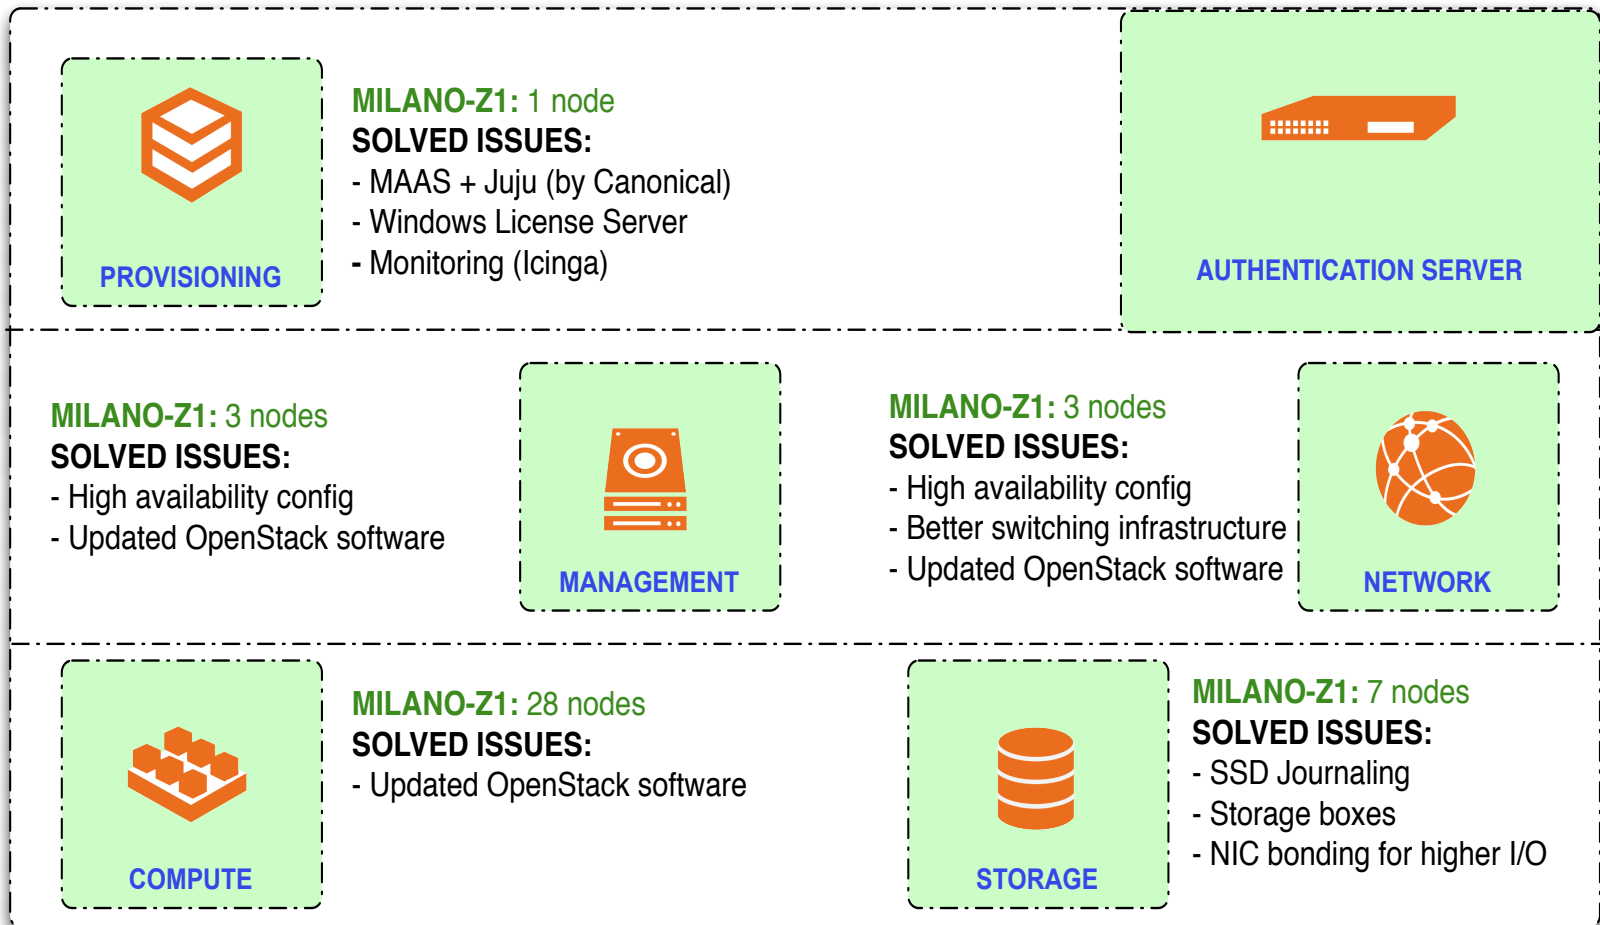 MILANO-Z1: 1 node
SOLVED ISSUES:
- MAAS + Juju (by Canonical)
- Windows License Server
- Monitoring (Icinga)
PROVISIONING
AUTHENTICATION SERVER
MILANO-Z1: 3 nodes
SOLVED ISSUES:
- High availability config
- Updated OpenStack software
MANAGEMENT
MILANO-Z1: 3 nodes
SOLVED ISSUES:
- High availability config
- Better switching infrastructure
- Updated OpenStack software
NETWORK
MILANO-Z1: 28 nodes
SOLVED ISSUES:
- Updated OpenStack software
COMPUTE
MILANO-Z1: 7 nodes
SOLVED ISSUES:
- SSD Journaling
- Storage boxes
- NIC bonding for higher I/O
STORAGE